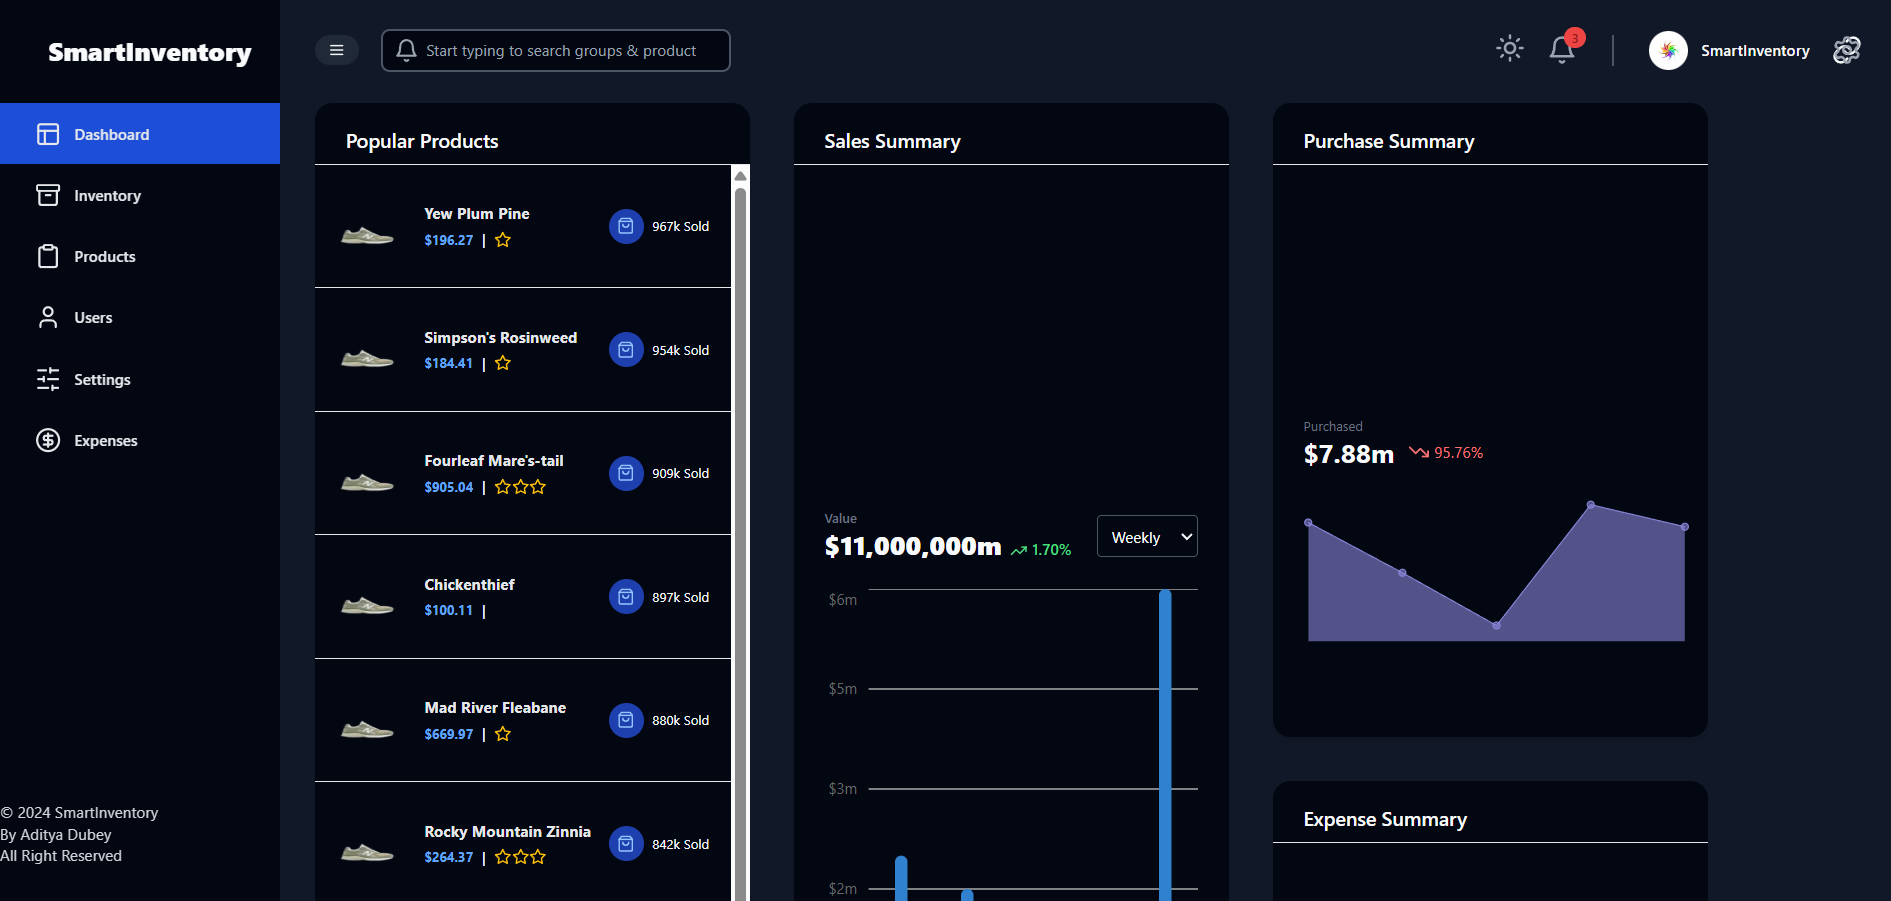 SmartInventory
Start typing to search groups & product
3
SmartInventory
Dashboard
Inventory
Products
Users
Settings
Expenses
© 2024 SmartInventory
By Aditya Dubey
All Right Reserved
Popular Products
Yew Plum Pine
$196.27 |
967k Sold
Simpson's Rosinweed
$184.41 |
954k Sold
Fourleaf Mare's-tail
$905.04 |
909k Sold
Chickenthief
$100.11 |
897k Sold
Mad River Fleabane
$669.97 |
880k Sold
Rocky Mountain Zinnia
$264.37 |
842k Sold
Sales Summary
Value
$11,000,000m 1.70%
Weekly
$6m
$5m
$3m
$2m
Purchase Summary
Purchased
$7.88m 95.76%
Expense Summary